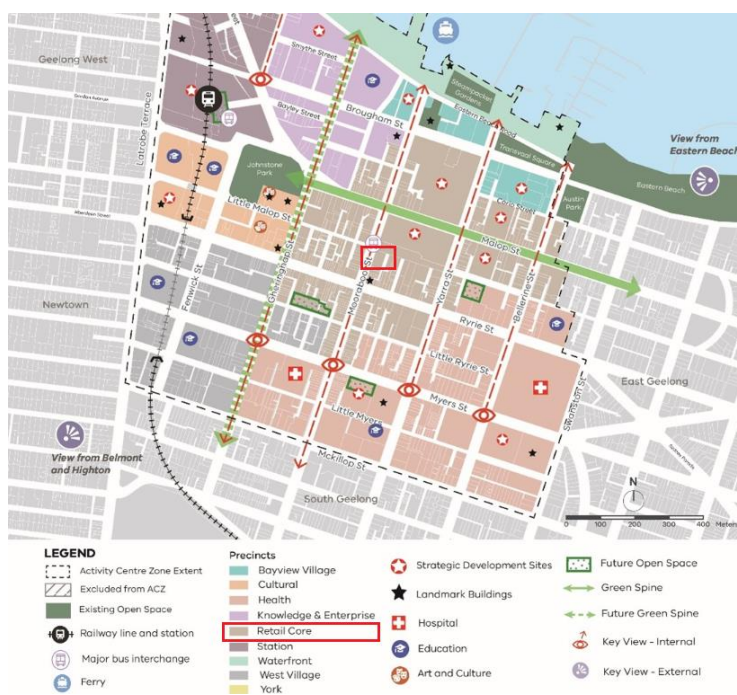 Geelong West
Smythe Street
Latrobe Terrace
Bayley Street
Brougham St
Steampacket
Gardens
Transvaal Square
View from
Eastern Beach
Eastern Beach
Johnstone
Park
Austin
Park
Corio Street
Little Malop St
Malop St
Aberdeen Street
Fenwick St
Gheringhap St
Moorabool St
Yarra St
Bellerine St
Newtown
Ryrie St
Little Ryrie St
East Geelong
Myers St
Little Myers
Swanston St
View from Belmont
and Highton
Mckillop St
South Geelong
N
0 100 200 300 400 Meters
LEGEND
Activity Centre Zone Extent
Excluded from ACZ
Existing Open Space
Railway line and station
Major bus interchange
Ferry
Precincts
Bayview Village
Cultural
Health
Knowledge & Enterprise
Retail Core
Station
Waterfront
West Village
York
Strategic Development Sites
Landmark Buildings
Hospital
Education
Art and Culture
Future Open Space
Green Spine
Future Green Spine
Key View - Internal
Key View - External